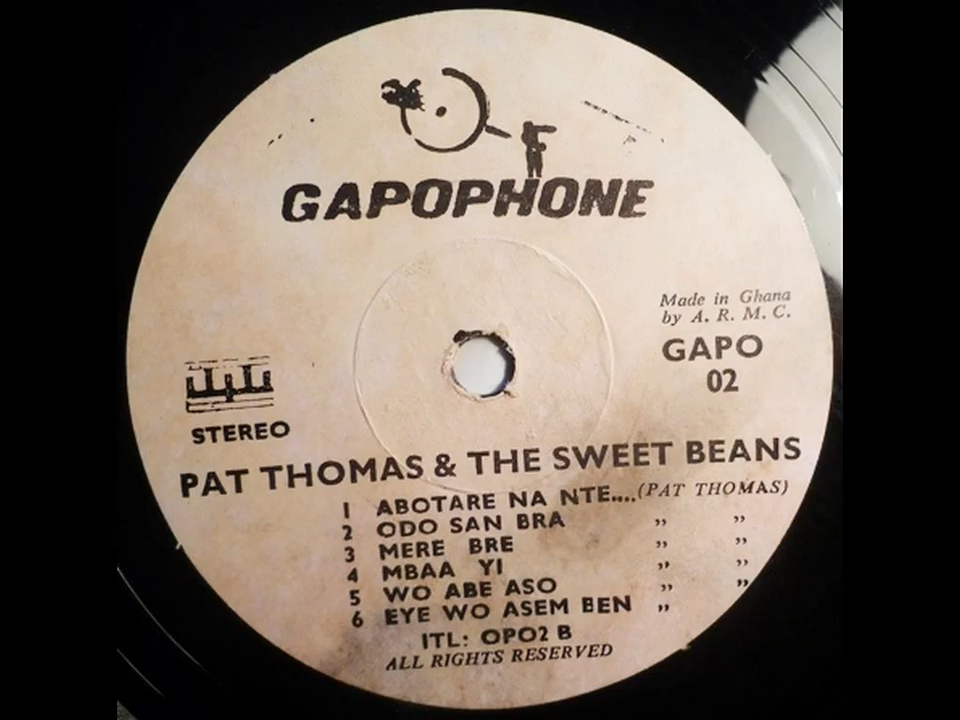 GAPOPHONE
Made in Ghana
by A. R. M. C.
GAPO
02
STEREO
PAT THOMAS & THE SWEET BEANS
1 ABOTARE NA NTE....(PAT THOMAS)
2 ODO SAN BRA ,, ,,
3 MERE BRE ,, ,,
4 MBAA YI ,, ,,
5 WO ABE ASO ,, ,,
6 EYE WO ASEM BEN ,,
ITL: OPO2 B
ALL RIGHTS RESERVED